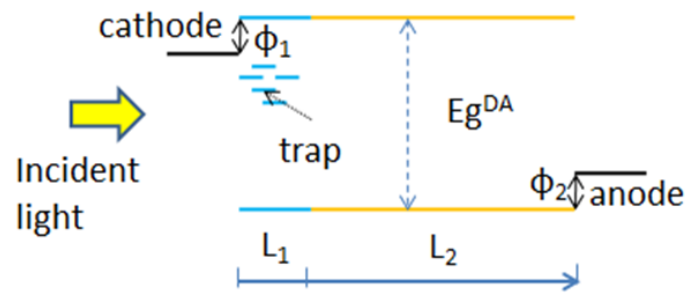 cathode
ϕ1
trap
Eg^DA
Incident
light
ϕ2
anode
L1
L2